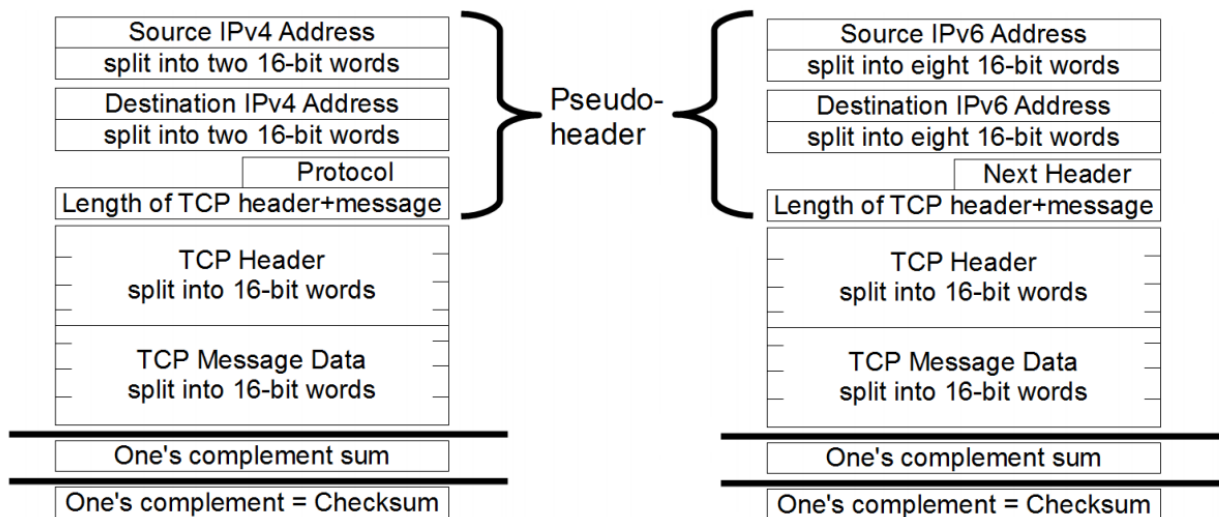 Source IPv4 Address
split into two 16-bit words
Destination IPv4 Address
split into two 16-bit words
Protocol
Length of TCP header+message
TCP Header
split into 16-bit words
TCP Message Data
split into 16-bit words
One's complement sum
One's complement = Checksum
Pseudo-
header
Source IPv6 Address
split into eight 16-bit words
Destination IPv6 Address
split into eight 16-bit words
Next Header
Length of TCP header+message
TCP Header
split into 16-bit words
TCP Message Data
split into 16-bit words
One's complement sum
One's complement = Checksum